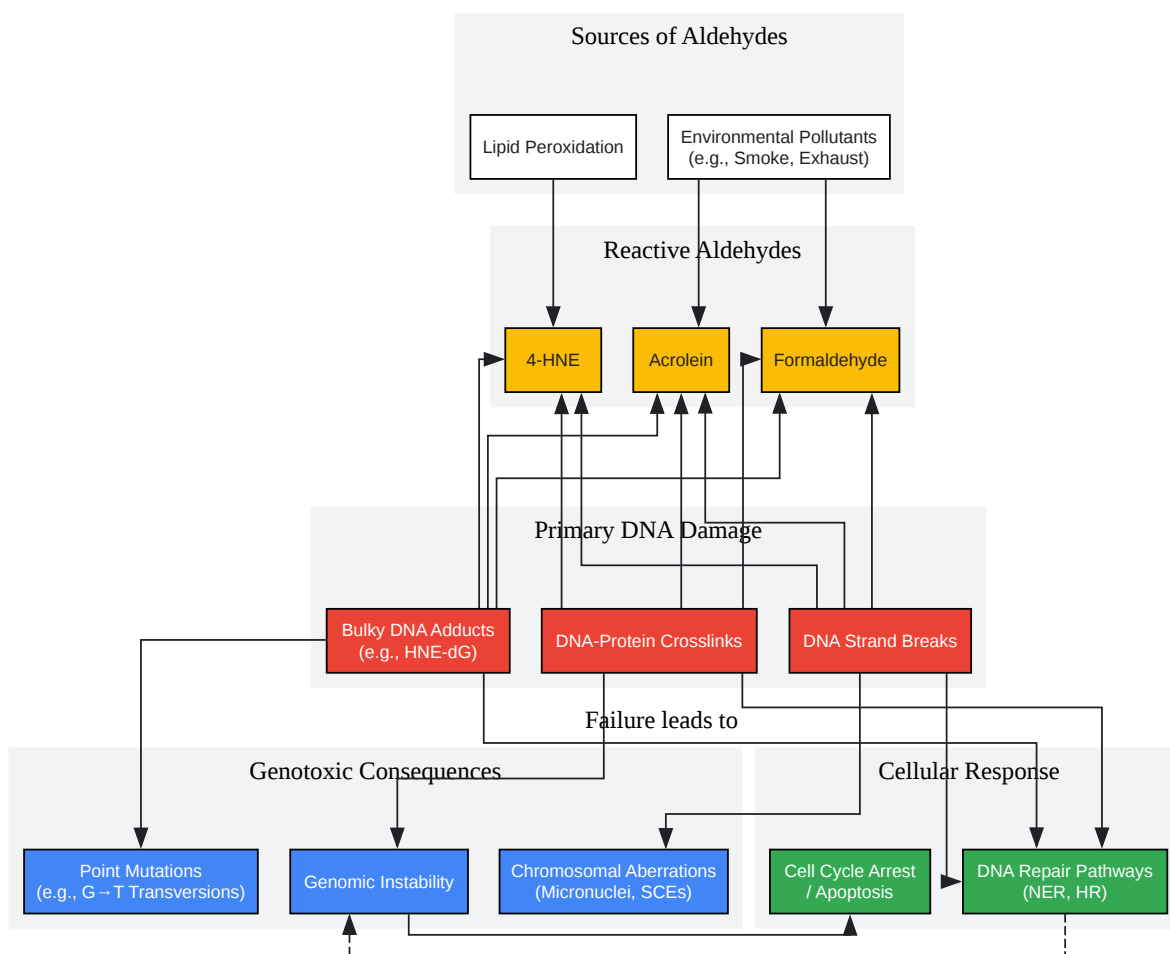 Sources of Aldehydes
Lipid Peroxidation
Environmental Pollutants
(e.g., Smoke, Exhaust)
Reactive Aldehydes
4-HNE
Acrolein
Formaldehyde
Primary DNA Damage
Bulky DNA Adducts
(e.g., HNE-dG)
DNA-Protein Crosslinks
DNA Strand Breaks
Failure leads to
Genotoxic Consequences
Cellular Response
Point Mutations
(e.g., G→T Transversions)
Genomic Instability
Chromosomal Aberrations
(Micronuclei, SCEs)
Cell Cycle Arrest
/ Apoptosis
DNA Repair Pathways
(NER, HR)